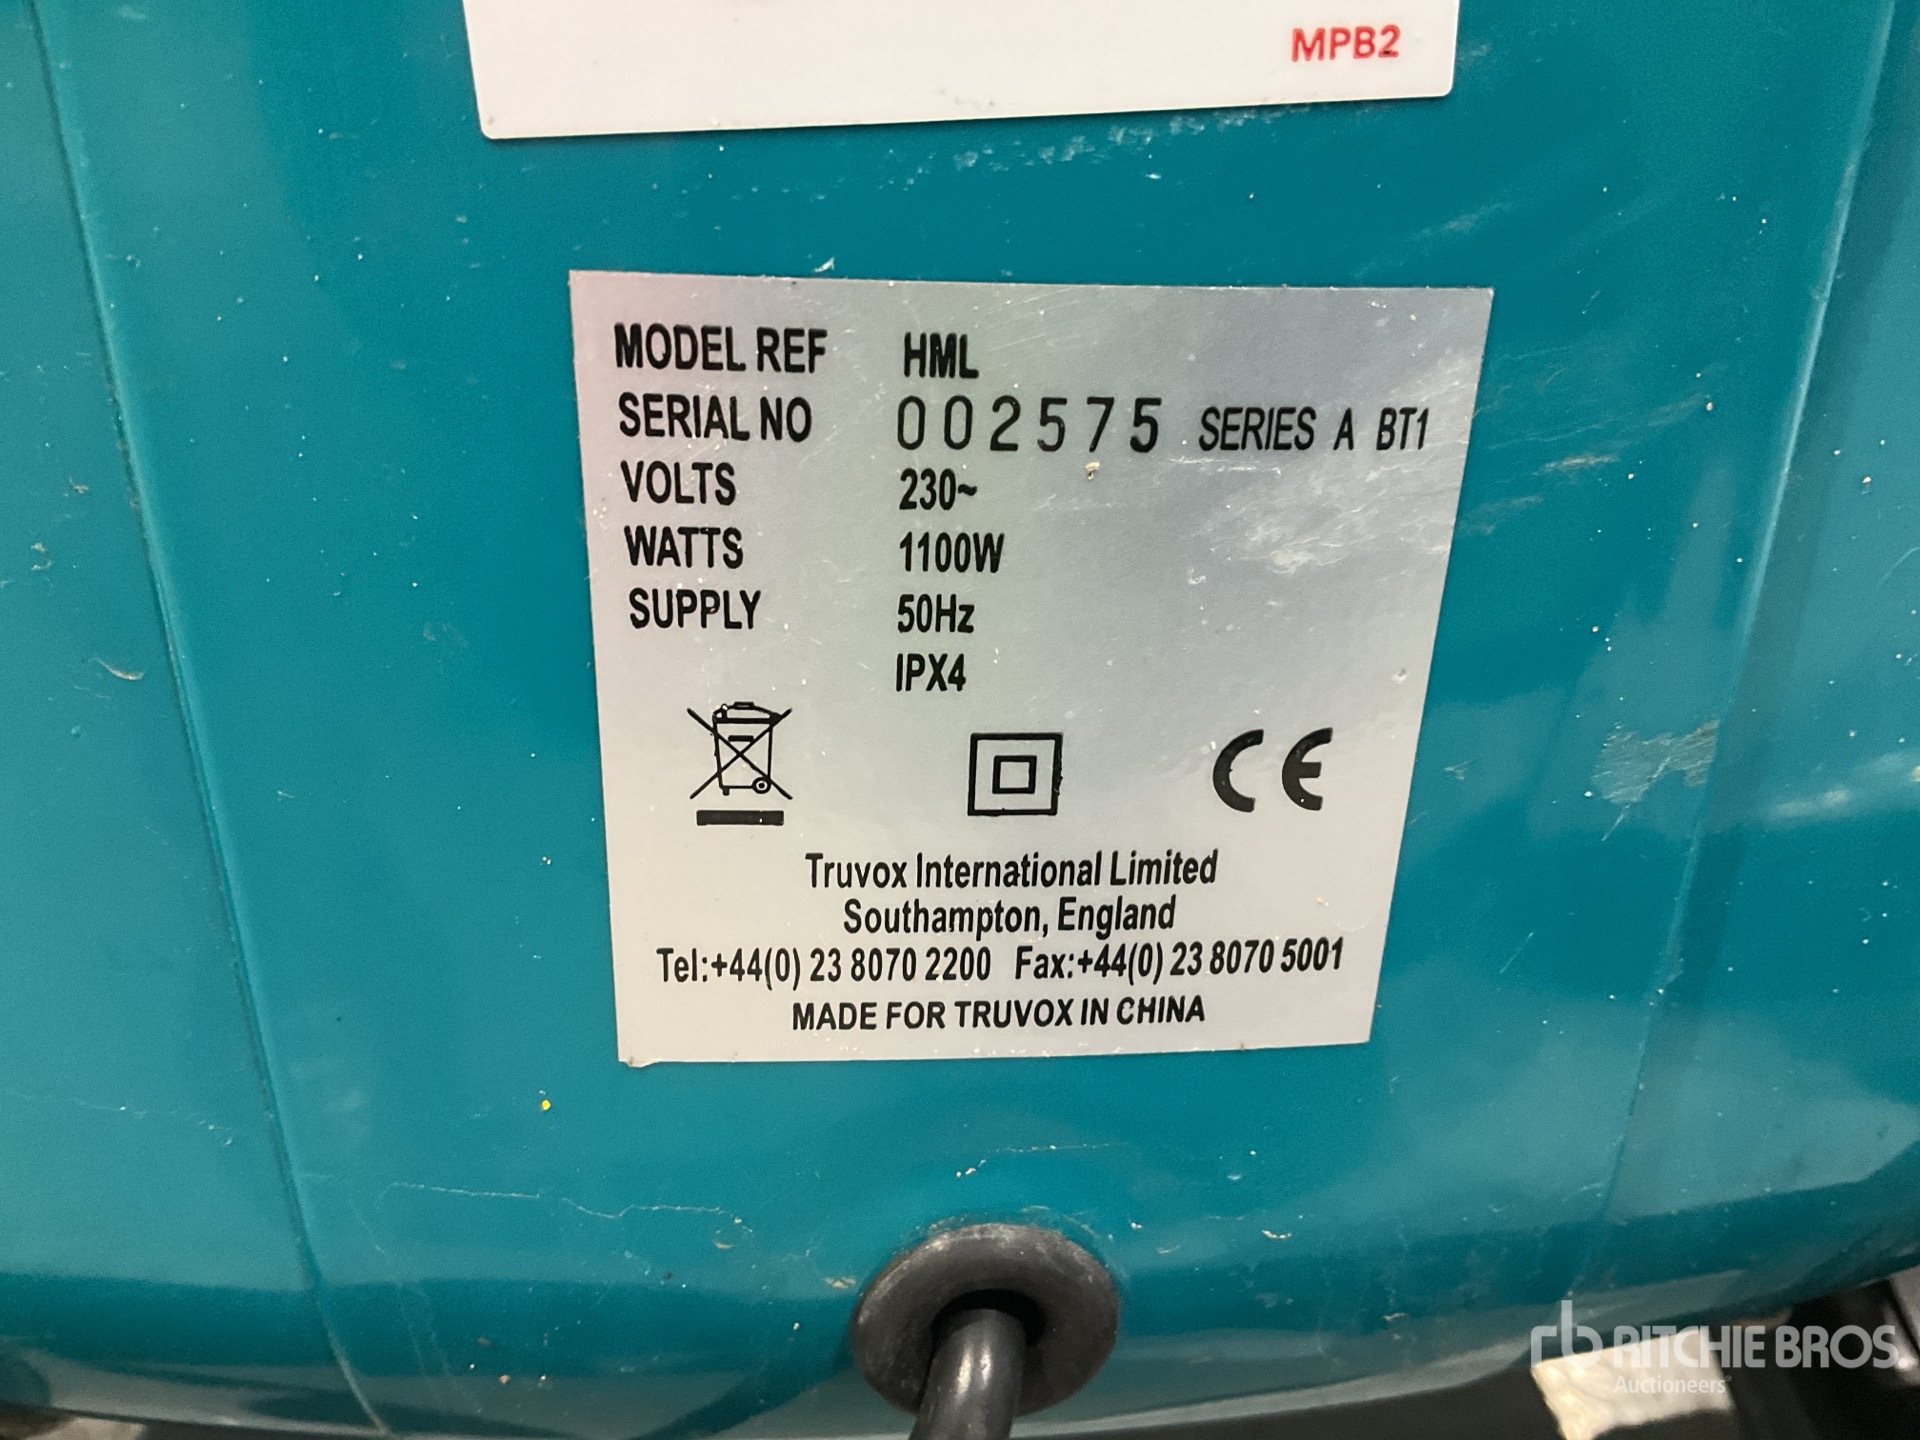 MPB2
MODEL REF HML
SERIAL NO 002575 SERIES A BT1
VOLTS 230~
WATTS 1100W
SUPPLY 50Hz
IPX4
CE
Truvox International Limited
Southampton, England
Tel:+44(0) 23 8070 2200 Fax:+44(0) 23 8070 5001
MADE FOR TRUVOX IN CHINA
rb RITCHIE BROS.
Auctioneers